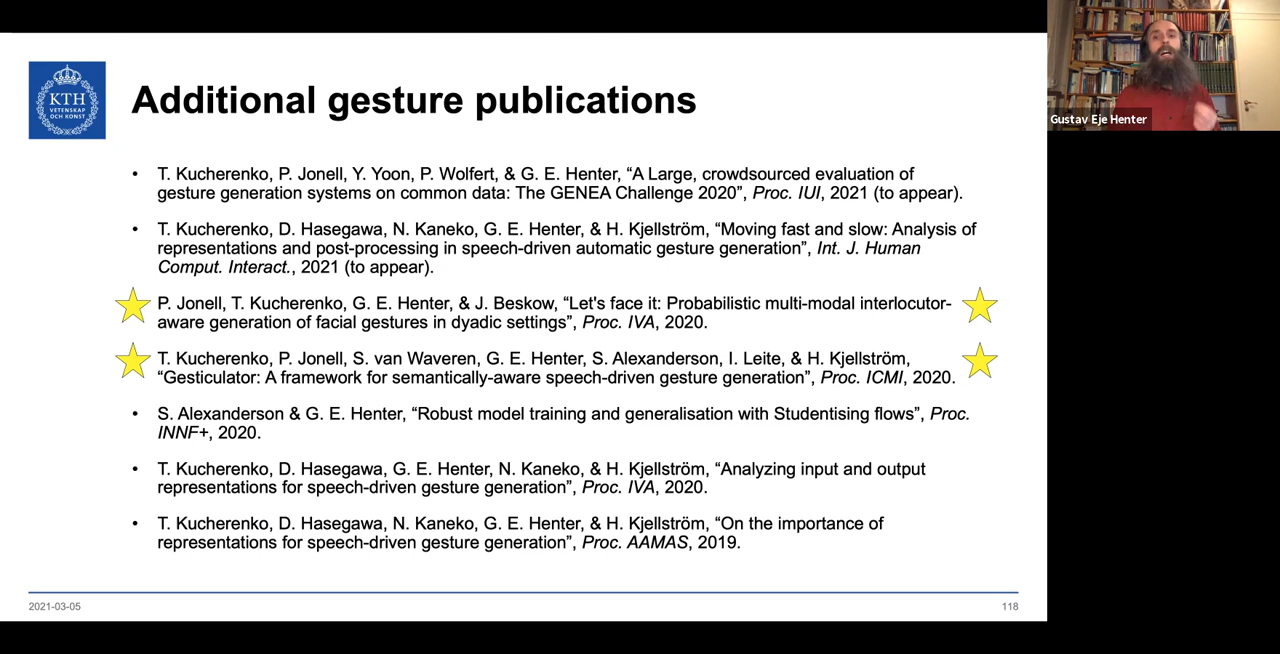 KTH
VETENSKAP
OCH KONST
Additional gesture publications
Gustav Eje Henter
• T. Kucherenko, P. Jonell, Y. Yoon, P. Wolfert, & G. E. Henter, “A Large, crowdsourced evaluation of
gesture generation systems on common data: The GENEA Challenge 2020”, Proc. IUI, 2021 (to appear).
• T. Kucherenko, D. Hasegawa, N. Kaneko, G. E. Henter, & H. Kjellström, “Moving fast and slow: Analysis of
representations and post-processing in speech-driven automatic gesture generation”, Int. J. Human
Comput. Interact., 2021 (to appear).
P. Jonell, T. Kucherenko, G. E. Henter, & J. Beskow, “Let's face it: Probabilistic multi-modal interlocutor-
aware generation of facial gestures in dyadic settings”, Proc. IVA, 2020.
T. Kucherenko, P. Jonell, S. van Waveren, G. E. Henter, S. Alexanderson, I. Leite, & H. Kjellström,
“Gesticulator: A framework for semantically-aware speech-driven gesture generation”, Proc. ICMI, 2020.
• S. Alexanderson & G. E. Henter, “Robust model training and generalisation with Studentising flows”, Proc.
INNF+, 2020.
• T. Kucherenko, D. Hasegawa, G. E. Henter, N. Kaneko, & H. Kjellström, “Analyzing input and output
representations for speech-driven gesture generation”, Proc. IVA, 2020.
• T. Kucherenko, D. Hasegawa, N. Kaneko, G. E. Henter, & H. Kjellström, “On the importance of
representations for speech-driven gesture generation”, Proc. AAMAS, 2019.
2021-03-05
118